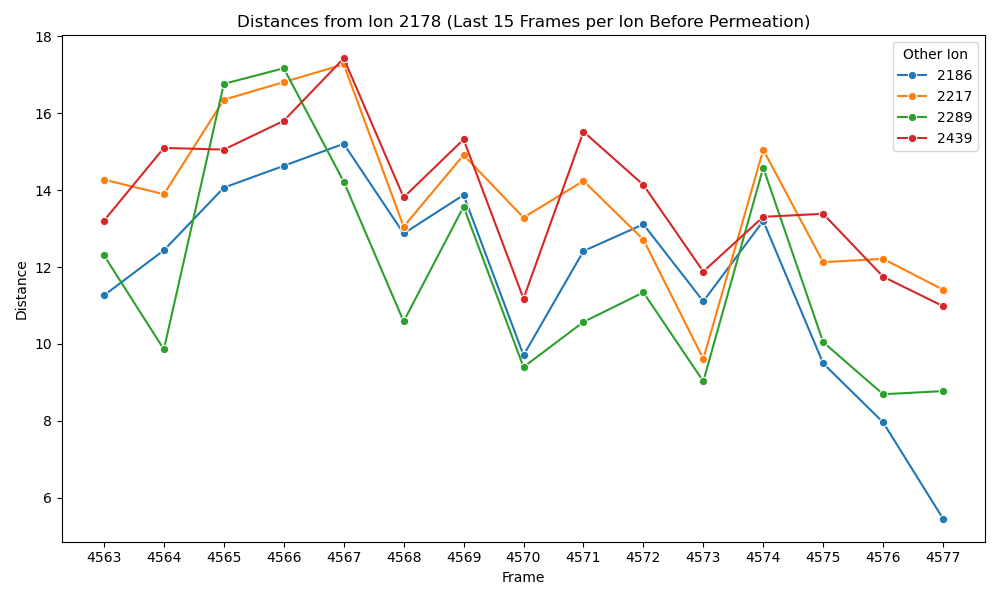 Distances from Ion 2178 (Last 15 Frames per Ion Before Permeation)
Distance
18
16
14
12
10
8
6
Other Ion
2186
2217
2289
2439
4563 4564 4565 4566 4567 4568 4569 4570 4571 4572 4573 4574 4575 4576 4577
Frame